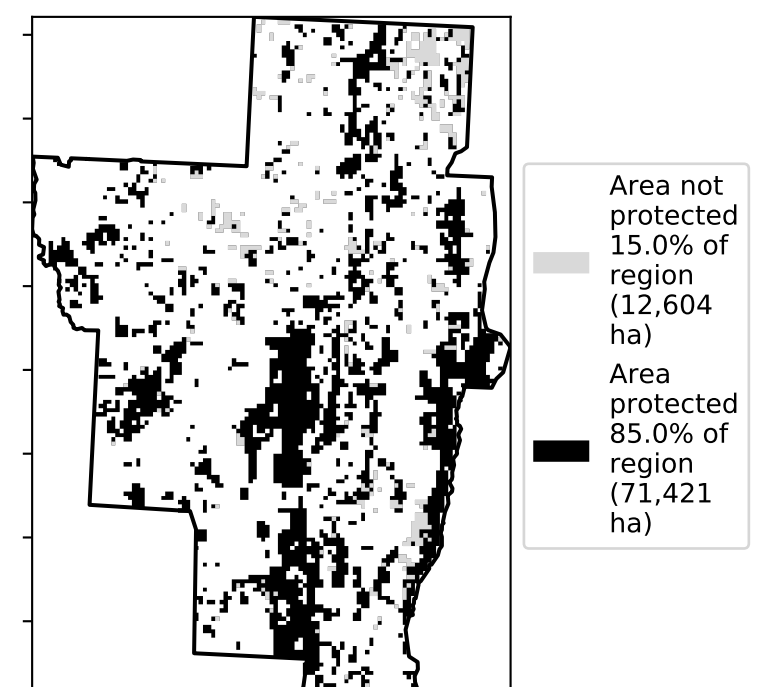 Area not
protected
15.0% of
region
(12,604
ha)
Area
protected
85.0% of
region
(71,421
ha)